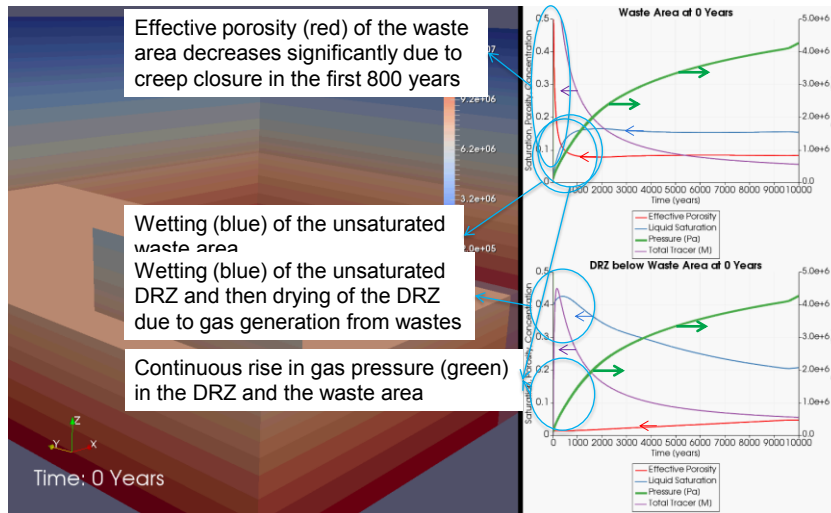 Effective porosity (red) of the waste
area decreases significantly due to
creep closure in the first 800 years
07
9.2e+06
6.2e+06
3.2e+06
2.0e+05
Wetting (blue) of the unsaturated
waste area
Wetting (blue) of the unsaturated
DRZ and then drying of the DRZ
due to gas generation from wastes
Continuous rise in gas pressure (green)
in the DRZ and the waste area
Z
Y
X
Time: 0 Years
Waste Area at 0 Years
Saturation, Porosity, Concentration
0.5
0.4
0.3
0.2
0.1
0
5.0e+6
4.0e+6
3.0e+6
2.0e+6
1.0e+6
0.0
0 1000 2000 3000 4000 5000 6000 7000 8000 9000 10000
Time (years)
Effective Porosity
Liquid Saturation
Pressure (Pa)
Total Tracer (M)
DRZ below Waste Area at 0 Years
Saturation, Porosity, Concentration
0.5
0.4
0.3
0.2
0.1
0
5.0e+6
4.0e+6
3.0e+6
2.0e+6
1.0e+6
0.0
0 1000 2000 3000 4000 5000 6000 7000 8000 9000 10000
Time (years)
Effective Porosity
Liquid Saturation
Pressure (Pa)
Total Tracer (M)